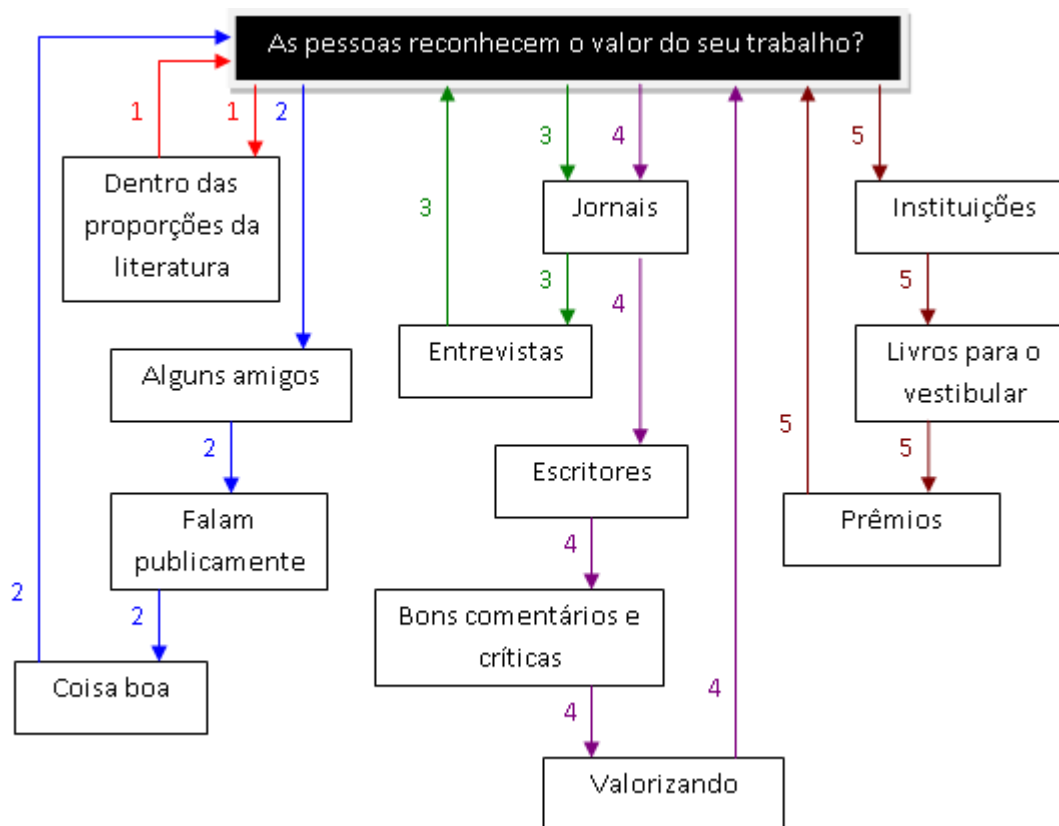 As pessoas reconhecem o valor do seu trabalho?
1
1
2
3
4
5
Dentro das
proporções da
literatura
Jornais
Instituições
3
3
4
5
Entrevistas
Livros para o
vestibular
Alguns amigos
2
5
5
Escritores
Falam
publicamente
Prêmios
4
2
2
Bons comentários e
críticas
Coisa boa
4
4
Valorizando